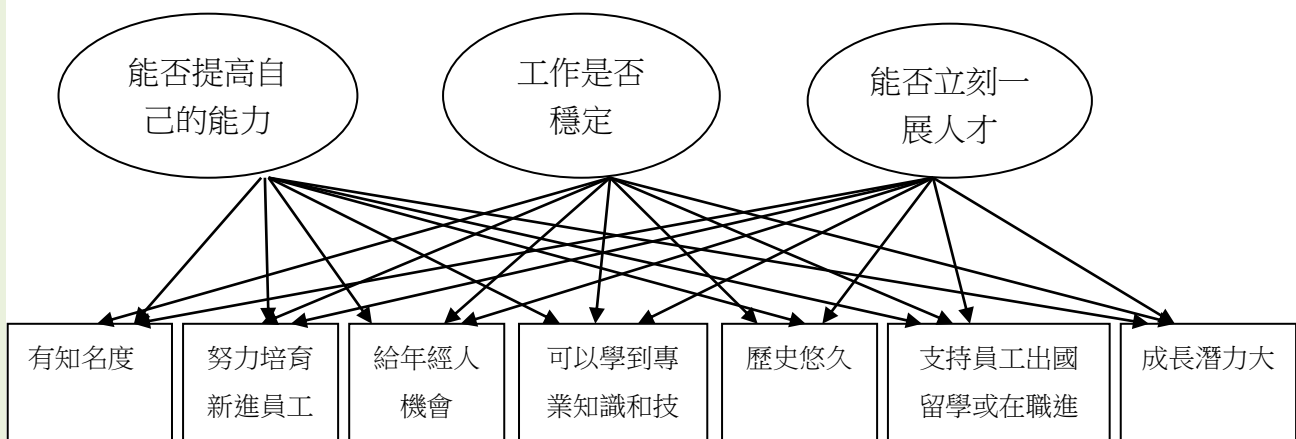 能否提高自
己的能力
工作是否
穩定
能否立刻一
展人才
有知名度
努力培育
新進員工
給年經人
機會
可以學到專
業知識和技
歷史悠久
支持員工出國
留學或在職進
成長潛力大